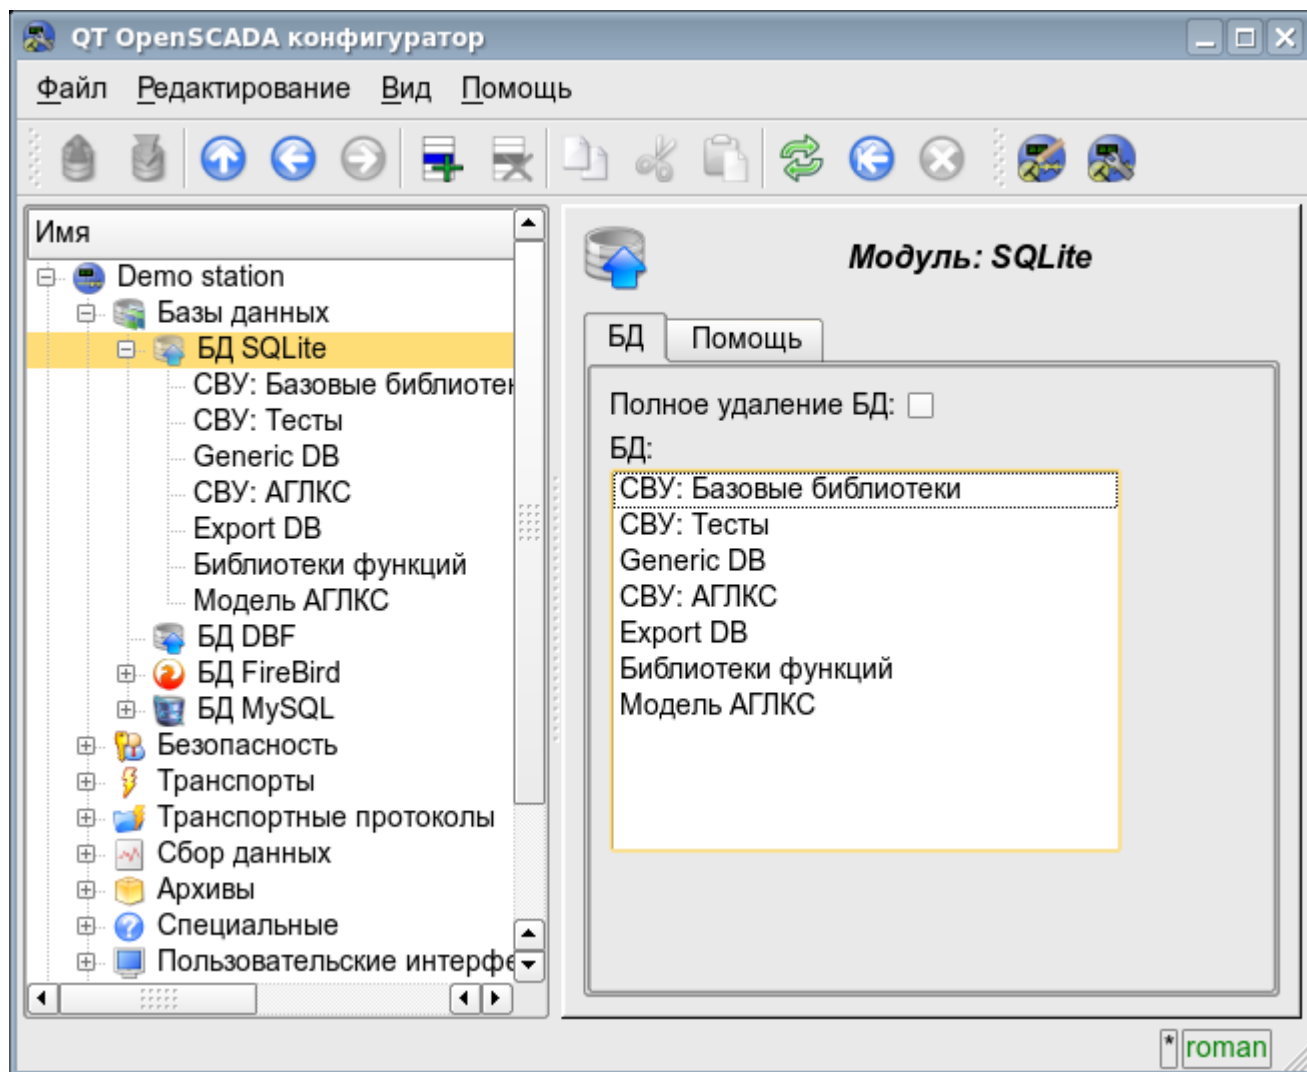 QT OpenSCADA конфигуратор
Файл Редактирование Вид Помощь
Имя
Demo station
Базы данных
БД SQLite
СВУ: Базовые библиотек
СВУ: Тесты
Generic DB
СВУ: АГЛКС
Export DB
Библиотеки функций
Модель АГЛКС
БД DBF
БД FireBird
БД MySQL
Безопасность
Транспорты
Транспортные протоколы
Сбор данных
Архивы
Специальные
Пользовательские интерфе
Модуль: SQLite
БД Помощь
Полное удаление БД:
БД:
СВУ: Базовые библиотеки
СВУ: Тесты
Generic DB
СВУ: АГЛКС
Export DB
Библиотеки функций
Модель АГЛКС
* roman